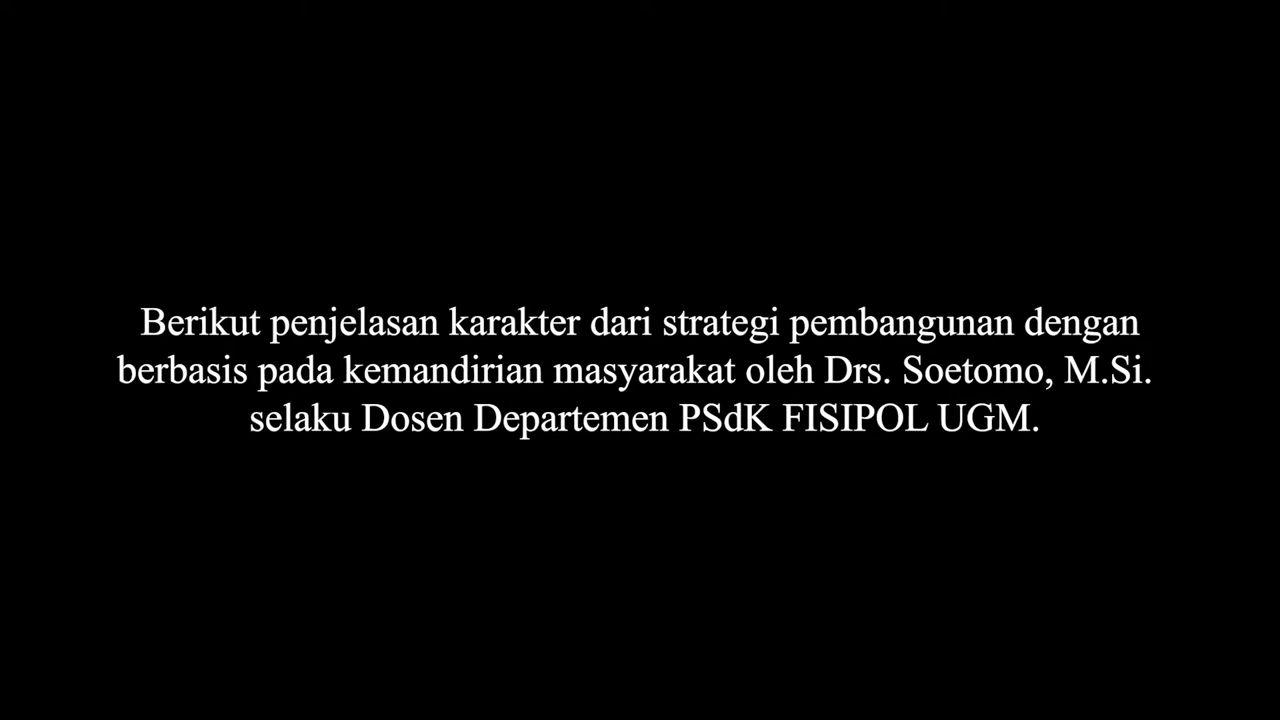 Berikut penjelasan karakter dari strategi pembangunan dengan
berbasis pada kemandirian masyarakat oleh Drs. Soetomo, M.Si.
selaku Dosen Departemen PSdK FISIPOL UGM.